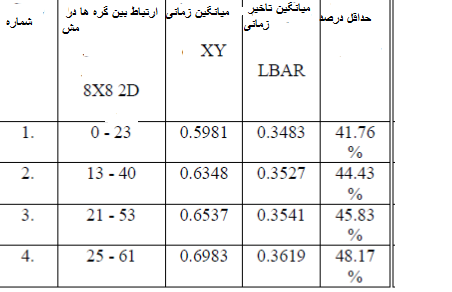 شماره
ارتباط بین گره ها در مش
8X8 2D
میانگین زمانی
XY
میانگین تاخیر زمانی
LBAR
حداقل درصد
1. 0 - 23 0.5981 0.3483 41.76 %
2. 13 - 40 0.6348 0.3527 44.43 %
3. 21 - 53 0.6537 0.3541 45.83 %
4. 25 - 61 0.6983 0.3619 48.17 %